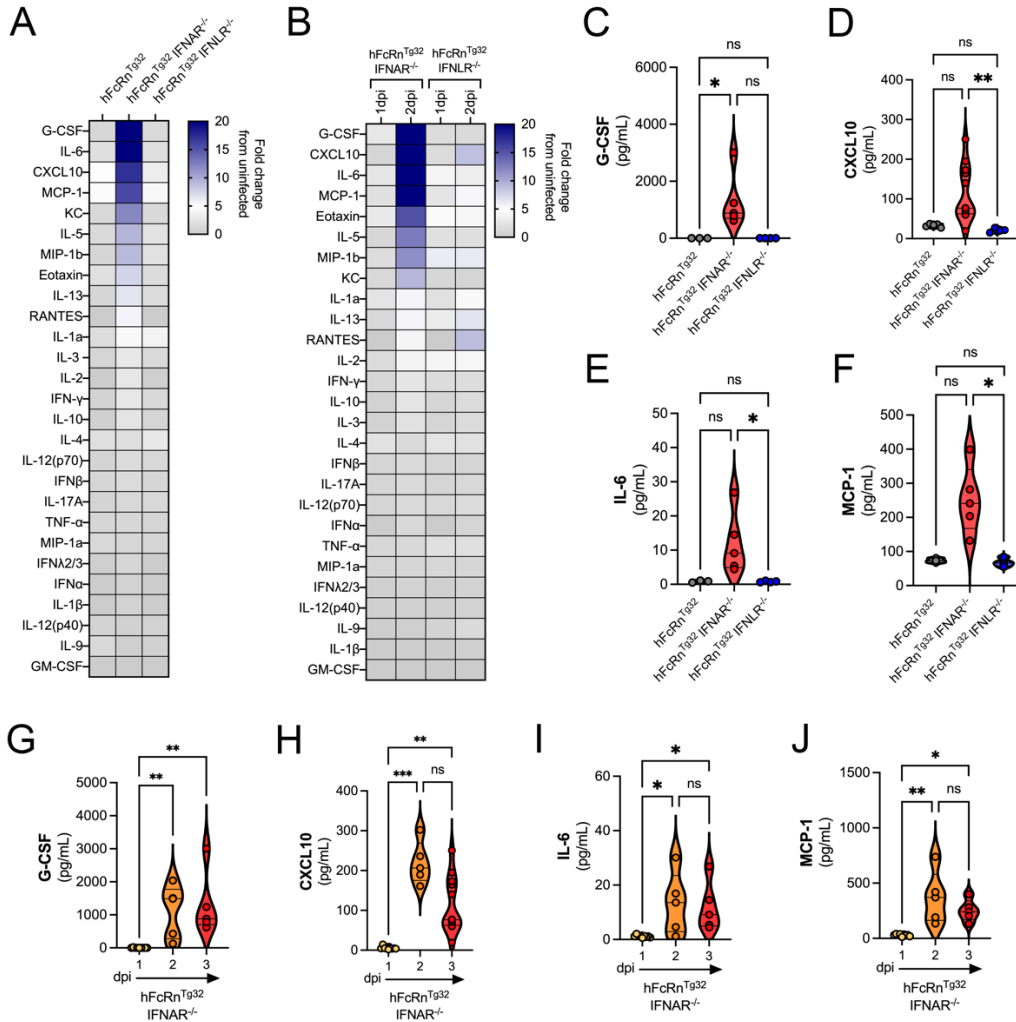 A
hFcRn^Tg32
hFcRn^Tg32 IFNAR^-/-
hFcRn^Tg32 IFNLR^-/-
G-CSF
IL-6
CXCL10
MCP-1
KC
IL-5
MIP-1b
Eotaxin
IL-13
RANTES
IL-1a
IL-3
IL-2
IFN-γ
IL-10
IL-4
IL-12(p70)
IFNβ
IL-17A
TNF-α
MIP-1a
IFNλ2/3
IFNα
IL-1β
IL-12(p40)
IL-9
GM-CSF
20
15
10
5
0
Fold change
from uninfected
B
hFcRn^Tg32
IFNAR^-/-
hFcRn^Tg32
IFNLR^-/-
1dpi
2dpi
1dpi
2dpi
G-CSF
CXCL10
IL-6
MCP-1
Eotaxin
IL-5
MIP-1b
KC
IL-1a
IL-13
RANTES
IL-2
IFN-γ
IL-10
IL-3
IL-4
IFNβ
IL-17A
IL-12(p70)
IFNα
TNF-α
MIP-1a
IFNλ2/3
IL-12(p40)
IL-9
IL-1β
GM-CSF
20
15
10
5
0
Fold change
from uninfected
C
ns
* ns
6000
4000
2000
0
G-CSF
(pg/mL)
hFcRn^Tg32
hFcRn^Tg32 IFNAR^-/-
hFcRn^Tg32 IFNLR^-/-
D
ns
ns **
400
300
200
100
0
CXCL10
(pg/mL)
hFcRn^Tg32
hFcRn^Tg32 IFNAR^-/-
hFcRn^Tg32 IFNLR^-/-
E
ns
ns *
50
40
30
20
10
0
IL-6
(pg/mL)
hFcRn^Tg32
hFcRn^Tg32 IFNAR^-/-
hFcRn^Tg32 IFNLR^-/-
F
ns
ns *
600
500
400
300
200
100
0
MCP-1
(pg/mL)
hFcRn^Tg32
hFcRn^Tg32 IFNAR^-/-
hFcRn^Tg32 IFNLR^-/-
G
**
**
5000
4000
3000
2000
1000
0
G-CSF
(pg/mL)
1 2 3
dpi
hFcRn^Tg32
IFNAR^-/-
H
**
*** ns
400
300
200
100
0
CXCL10
(pg/mL)
1 2 3
dpi
hFcRn^Tg32
IFNAR^-/-
I
*
* ns
60
40
20
0
IL-6
(pg/mL)
1 2 3
dpi
hFcRn^Tg32
IFNAR^-/-
J
*
** ns
1500
1000
500
0
MCP-1
(pg/mL)
1 2 3
dpi
hFcRn^Tg32
IFNAR^-/-